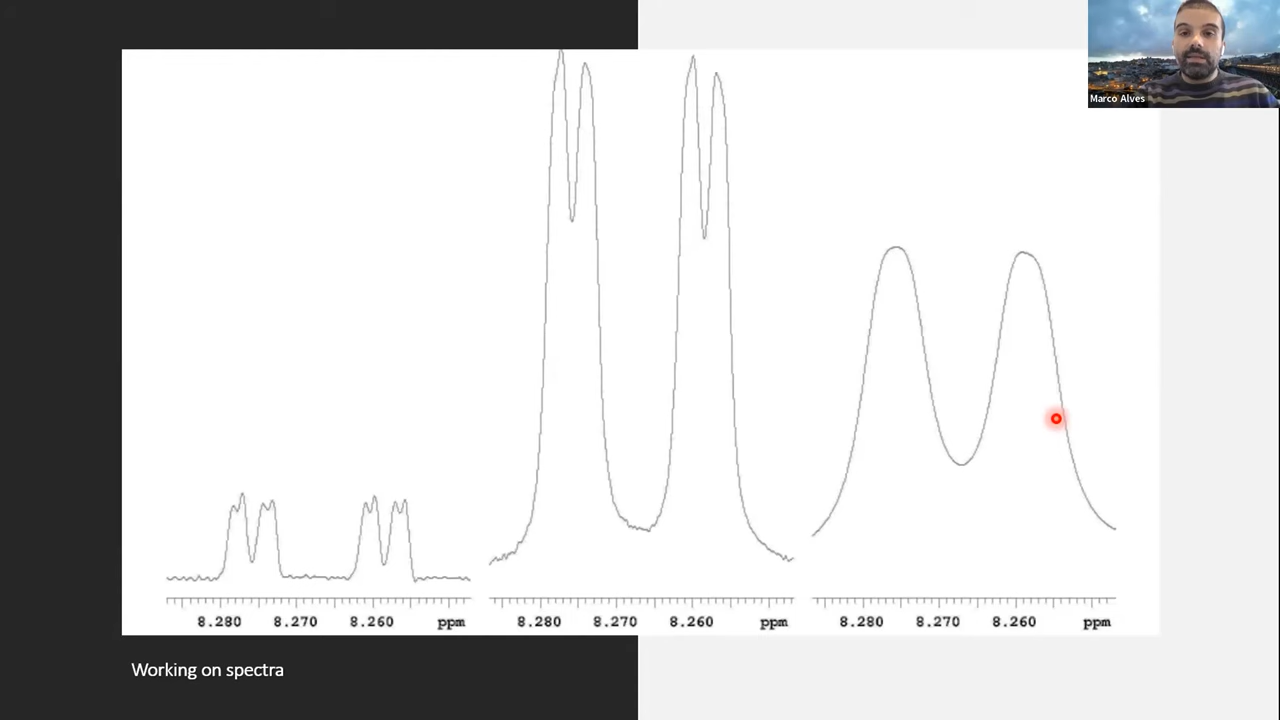 Marco Alves
8.280 8.270 8.260 ppm 8.280 8.270 8.260 ppm 8.280 8.270 8.260 ppm
Working on spectra